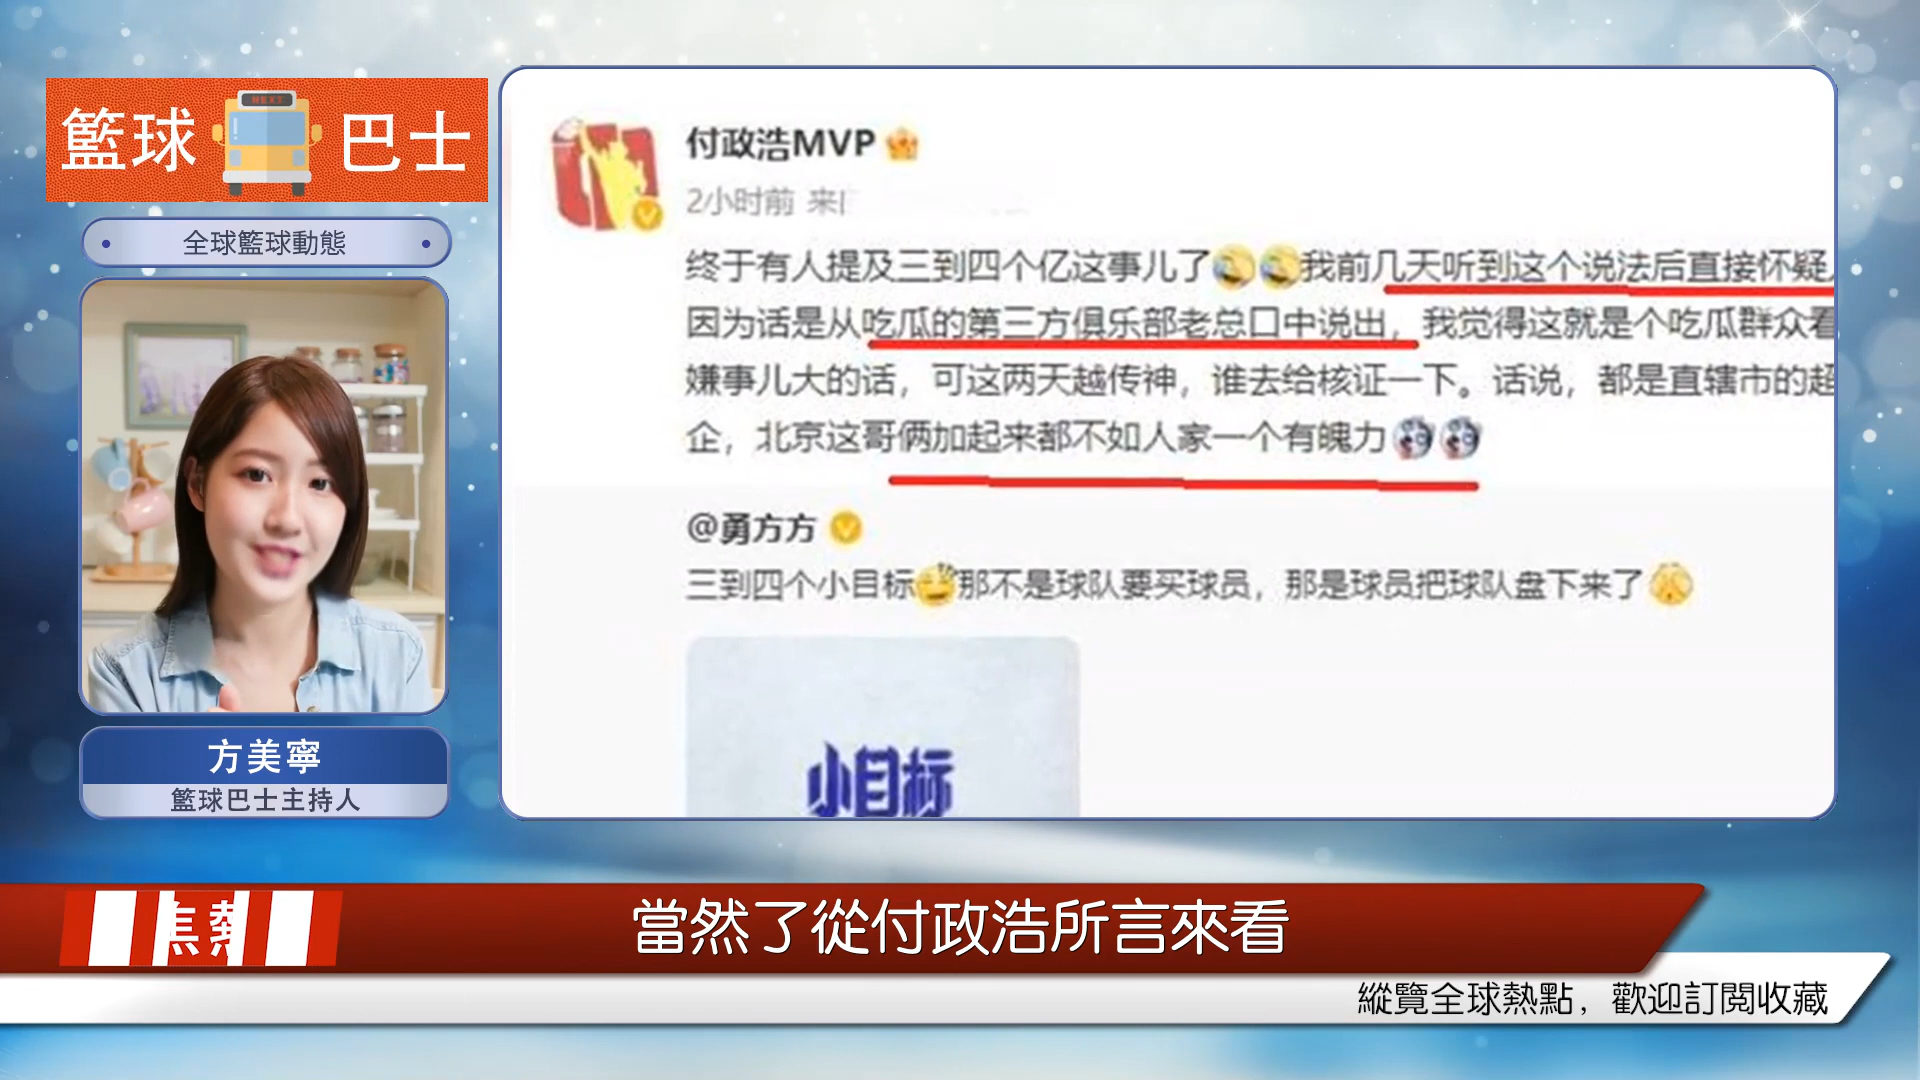 籃球 NEXT 巴士
全球籃球動態
方美寧
籃球巴士主持人
付政浩MVP
2小时前 来
终于有人提及三到四个亿这事儿了我前几天听到这个说法后直接怀疑
因为话是从吃瓜的第三方俱乐部老总口中说出，我觉得这就是个吃瓜群众看
嫌事儿大的话，可这两天越传越神，谁去给核证一下。话说，都是直辖市的超
企，北京这哥俩加起来都不如人家一个有魄力
@勇方方
三到四个小目标那不是球队要买球员，那是球员把球队盘下来了
小目标
當然了從付政浩所言來看
縱覽全球熱點，歡迎訂閱收藏